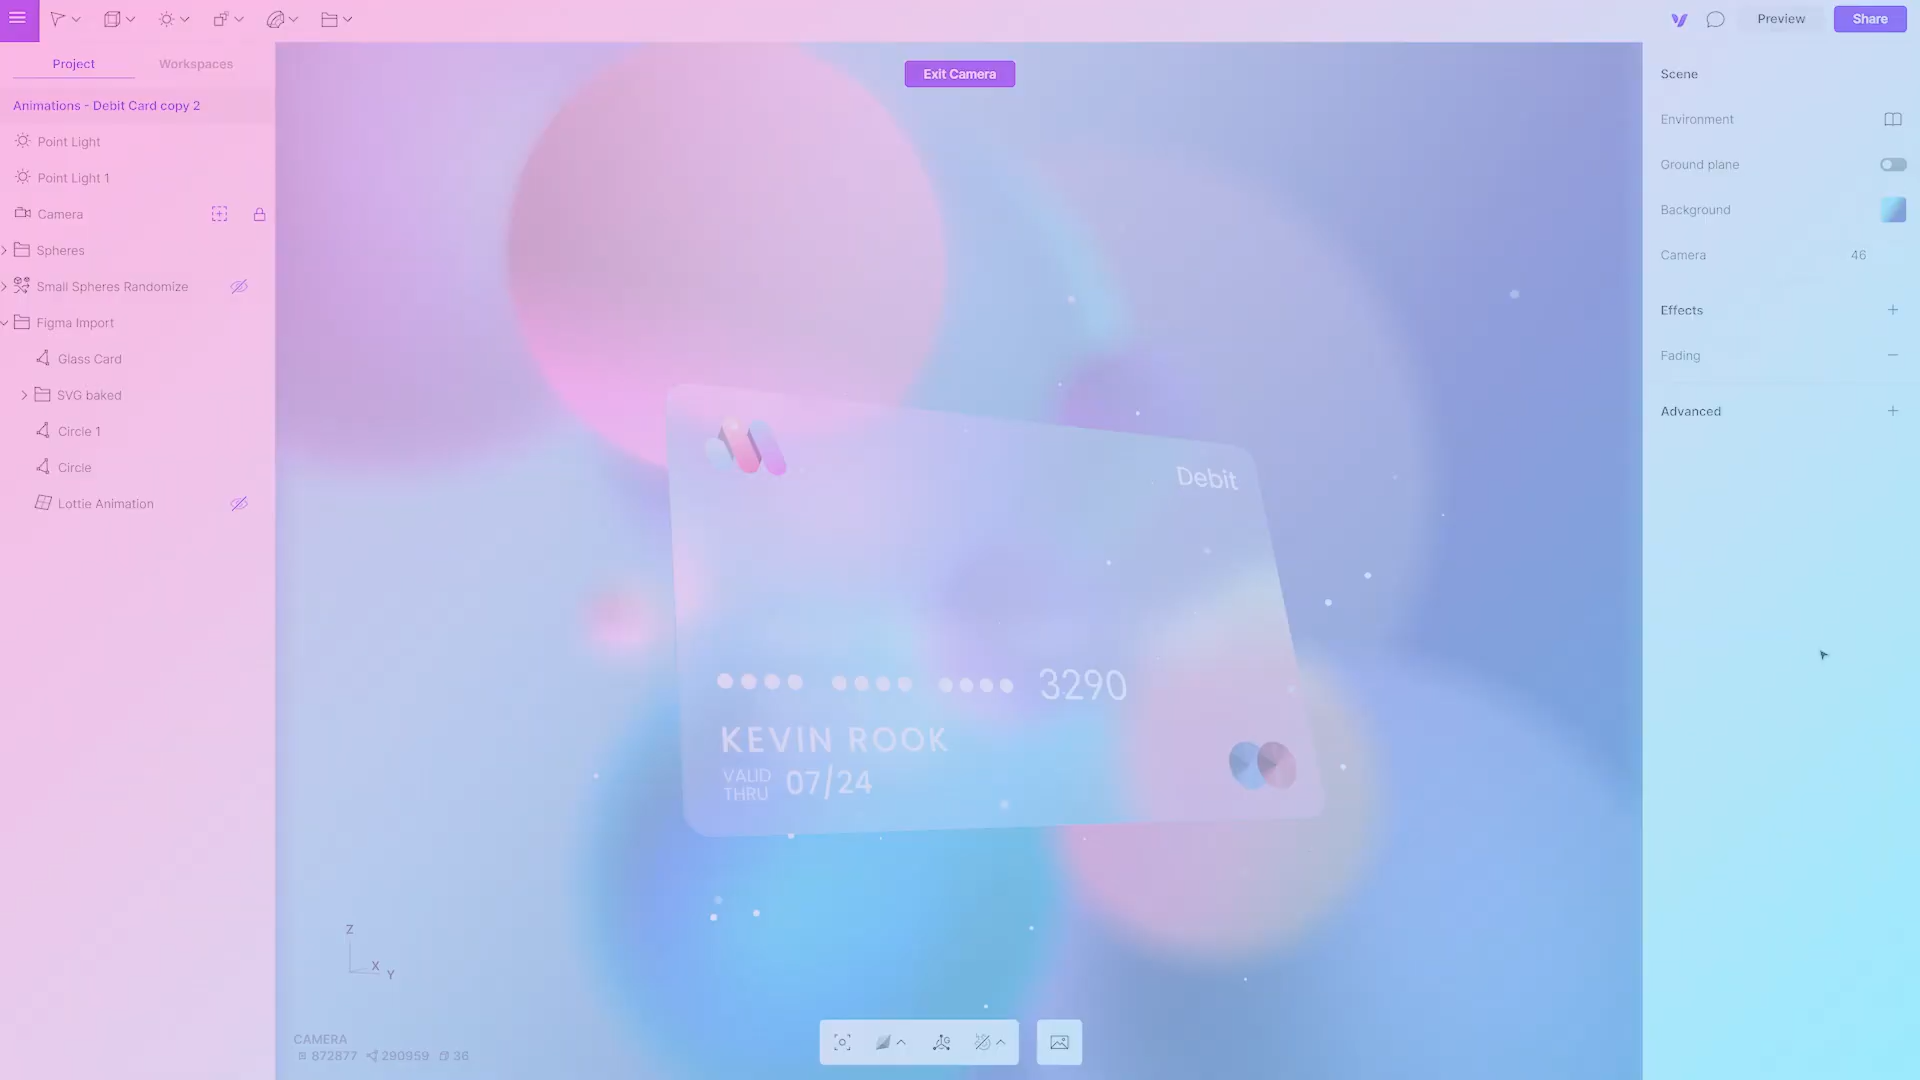 Preview
Share
Project
Workspaces
Exit Camera
Scene
Animations - Debit Card copy 2
Environment
Point Light
Ground plane
Point Light 1
Background
Camera
Camera 46
Spheres
Small Spheres Randomize
Effects
Figma Import
Fading
Glass Card
SVG baked
Advanced
Circle 1
Circle
Lottie Animation
Debit
3290
KEVIN ROOK
VALID
THRU
07/24
Z
X
Y
CAMERA
872877 290959 36